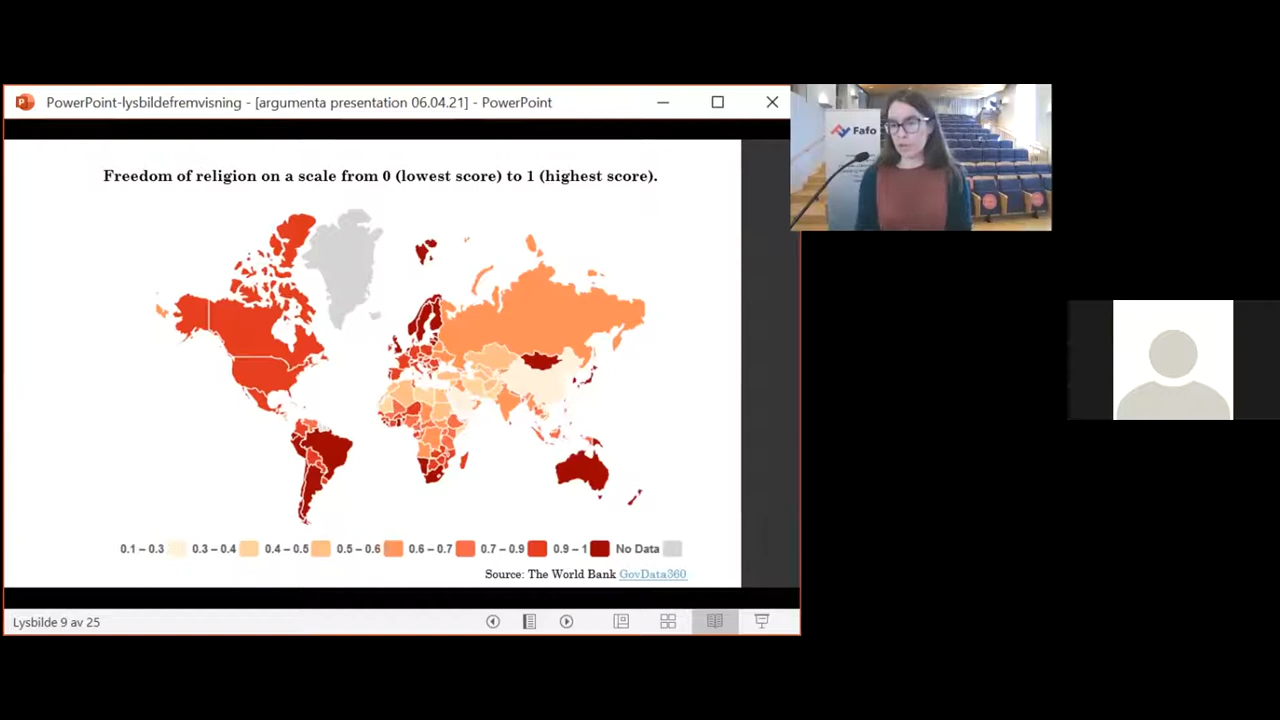 PowerPoint-lysbildefremvisning - [argumenta presentation 06.04.21] - PowerPoint
Fafo
Freedom of religion on a scale from 0 (lowest score) to 1 (highest score).
0.1 – 0.3 0.3 – 0.4 0.4 – 0.5 0.5 – 0.6 0.6 – 0.7 0.7 – 0.9 0.9 – 1 No Data
Source: The World Bank GovData360
Lysbilde 9 av 25